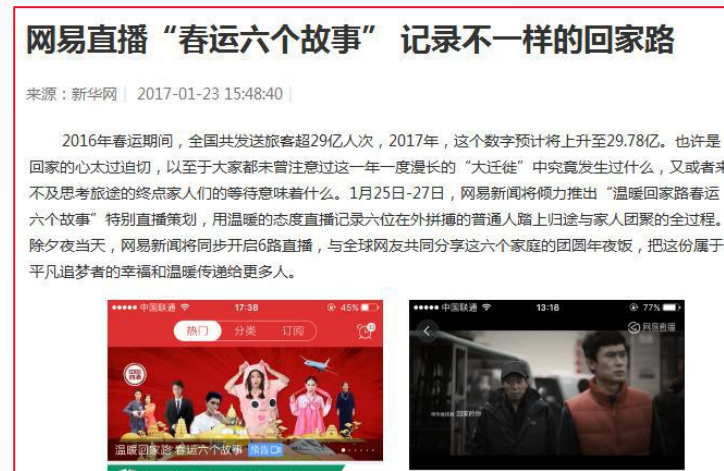 网易直播“春运六个故事” 记录不一样的回家路
来源：新华网 2017-01-23 15:48:40
2016年春运期间，全国共发送旅客超29亿人次，2017年，这个数字预计将上升至29.78亿。也许是
回家的心太过迫切，以至于大家都未曾注意过这一年一度漫长的“大迁徙”中究竟发生过什么，又或者来
不及思考旅途的终点家人们的等待意味着什么。1月25日-27日，网易新闻将倾力推出“温暖回家路春运
六个故事”特别直播策划，用温暖的态度直播记录六位在外拼搏的普通人踏上归途与家人团聚的全过程。
除夕夜当天，网易新闻将同步开启6路直播，与全球网友共同分享这六个家庭的团圆年夜饭，把这份属于
平凡追梦者的幸福和温暖传递给更多人。
中国联通 17:38 45%
热门 分类 订阅
温暖回家路 春运六个故事 预告
中国联通 13:18 77%
网易直播
回家的你